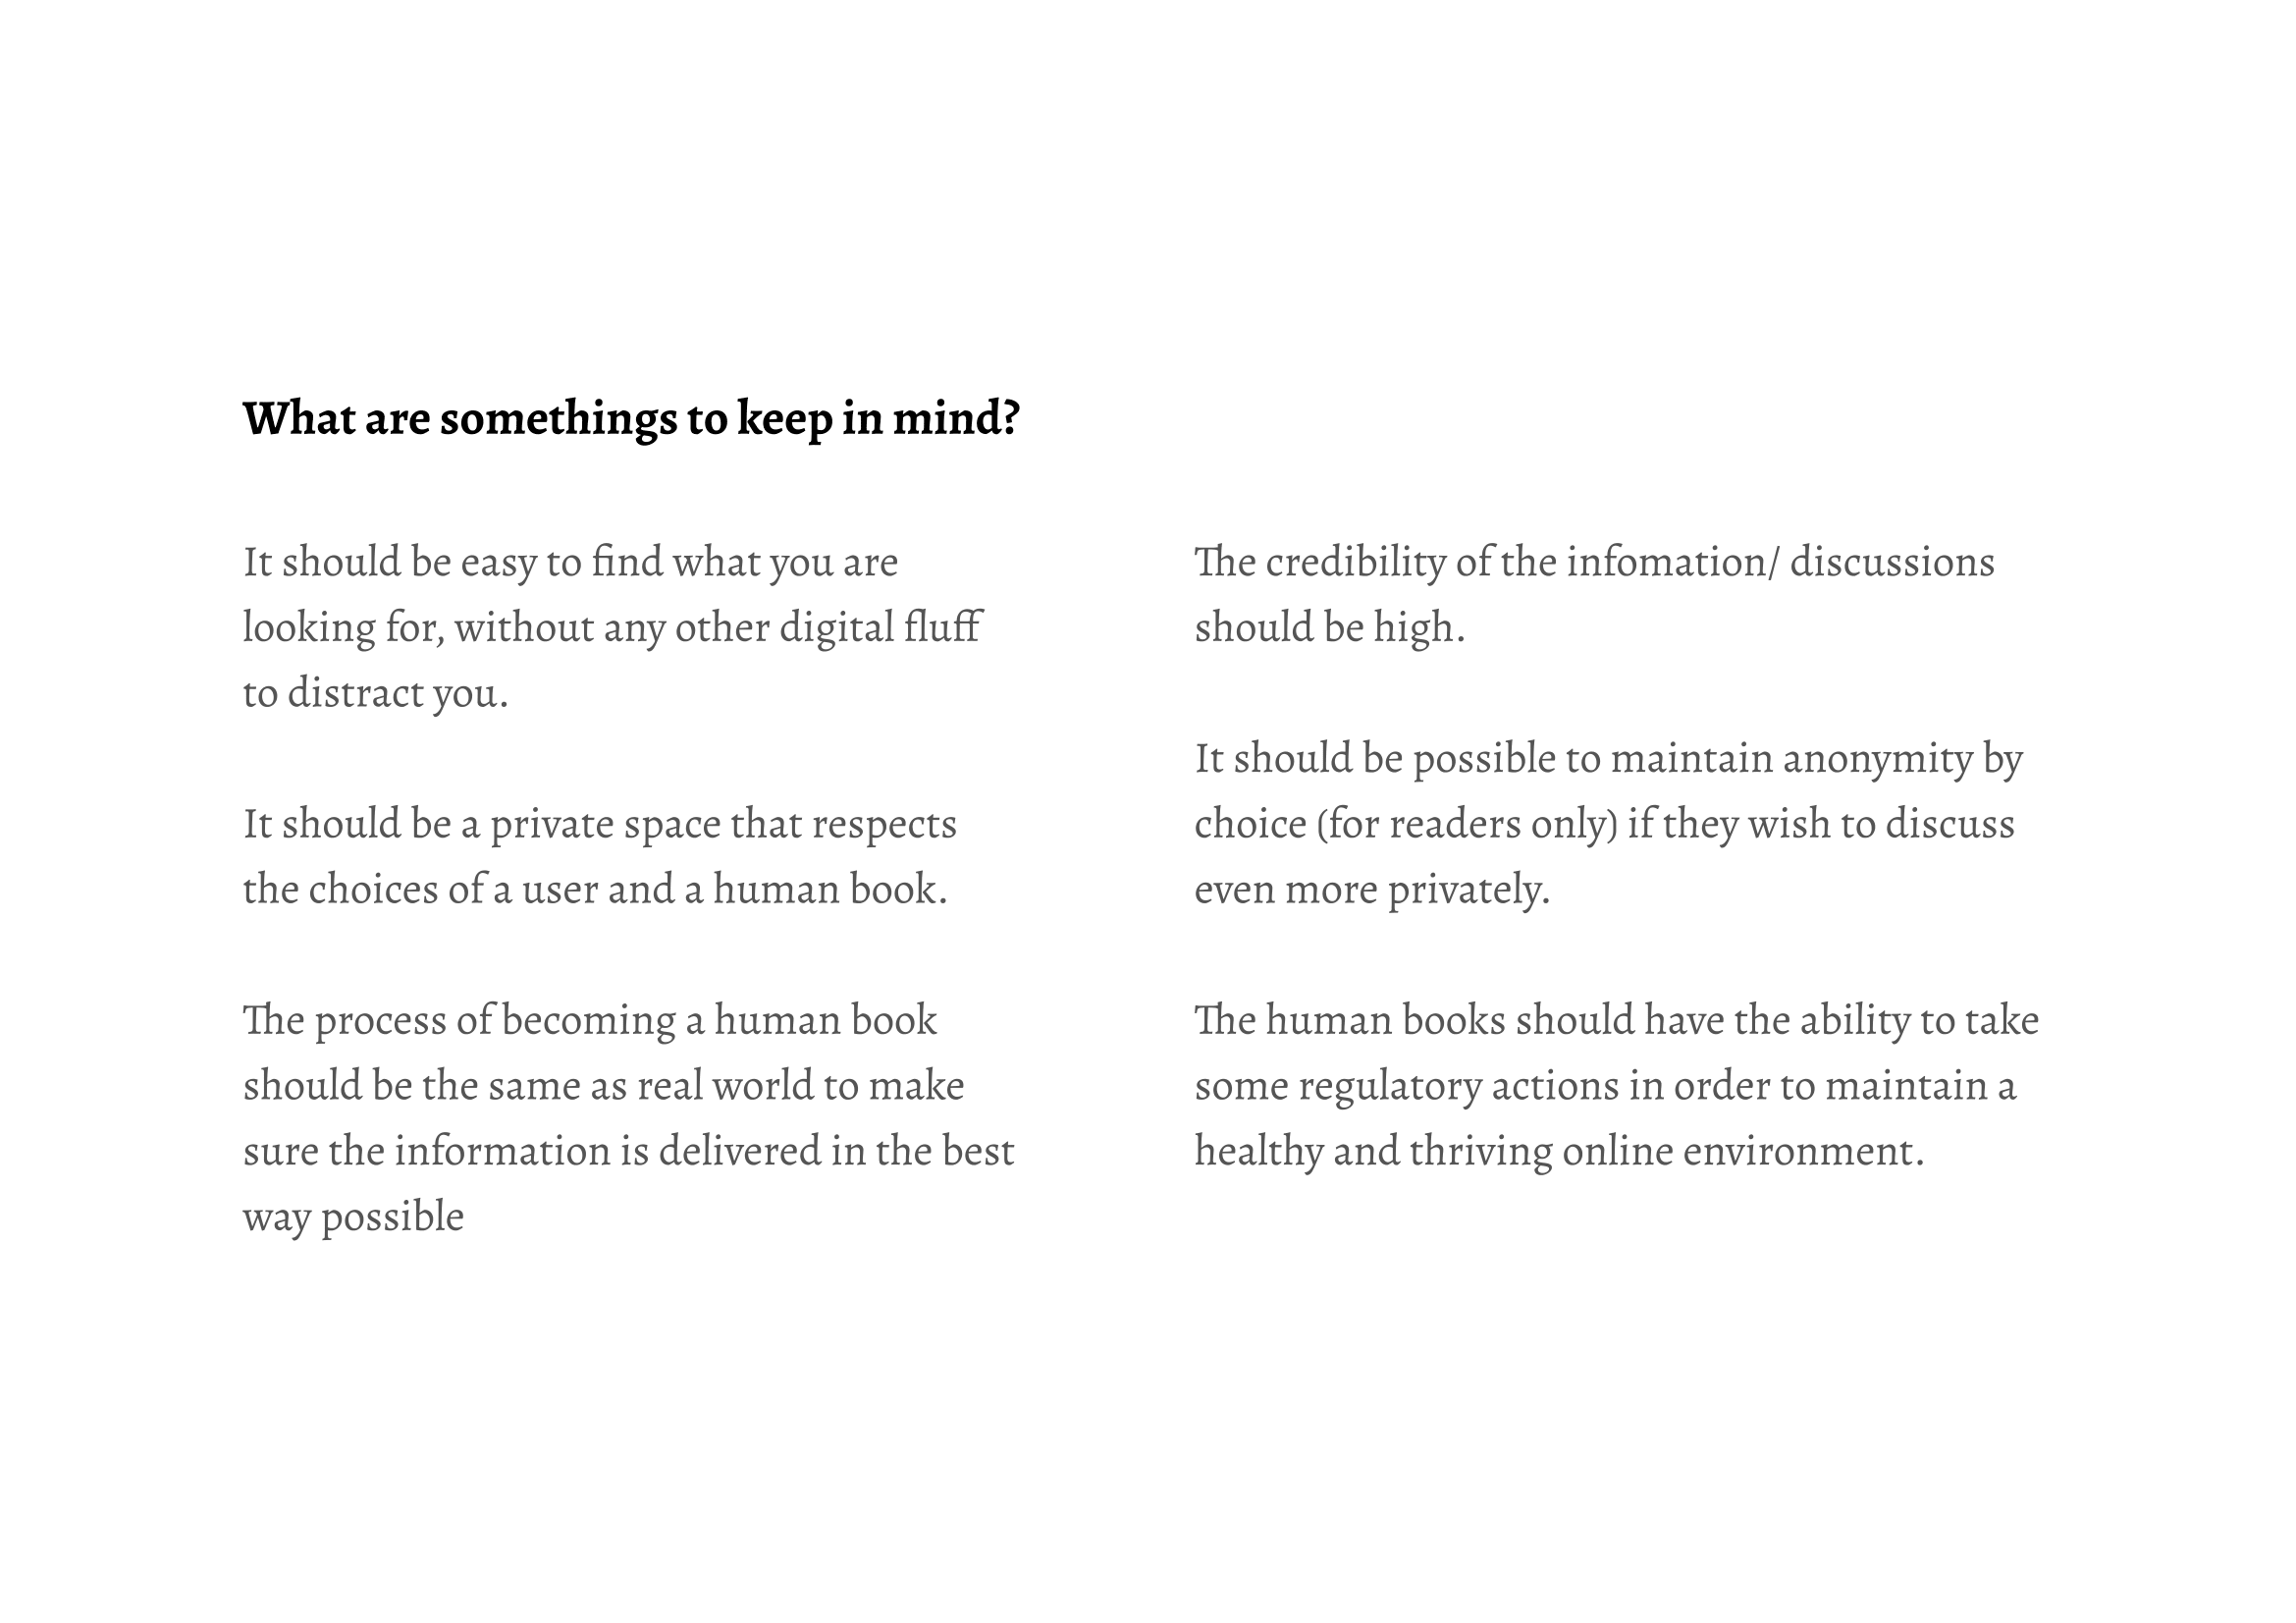 What are somethings to keep in mind?
It should be easy to find what you are
looking for, without any other digital fluff
to distract you.
It should be a private space that respects
the choices of a user and a human book.
The process of becoming a human book
should be the same as real world to make
sure the information is delivered in the best
way possible
The credibility of the infomation/ discussions
should be high.
It should be possible to maintain anonymity by
choice (for readers only) if they wish to discuss
even more privately.
The human books should have the ability to take
some regulatory actions in order to maintain a
healthy and thriving online environment.